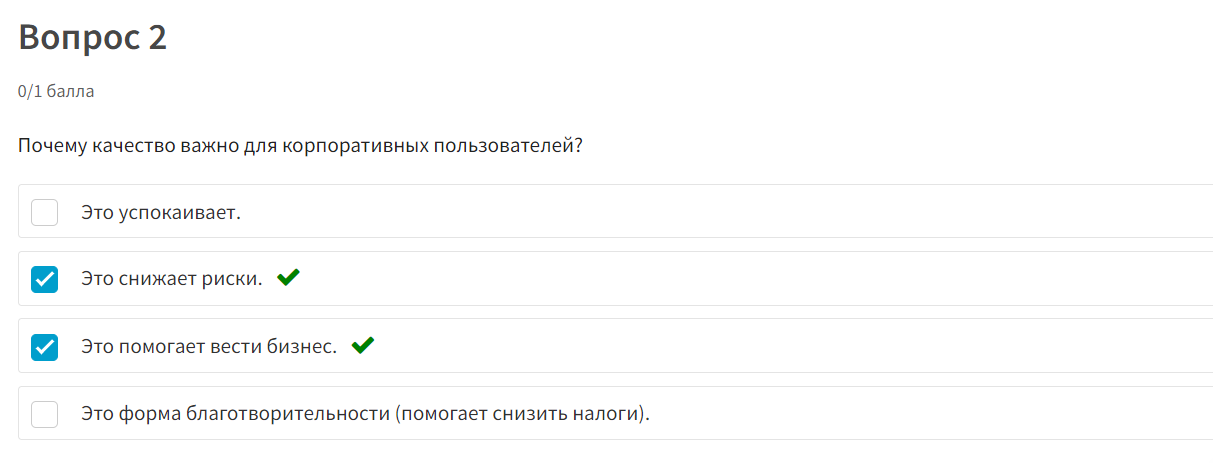 Вопрос 2
0/1 балла
Почему качество важно для корпоративных пользователей?
Это успокаивает.
Это снижает риски.
Это помогает вести бизнес.
Это форма благотворительности (помогает снизить налоги).